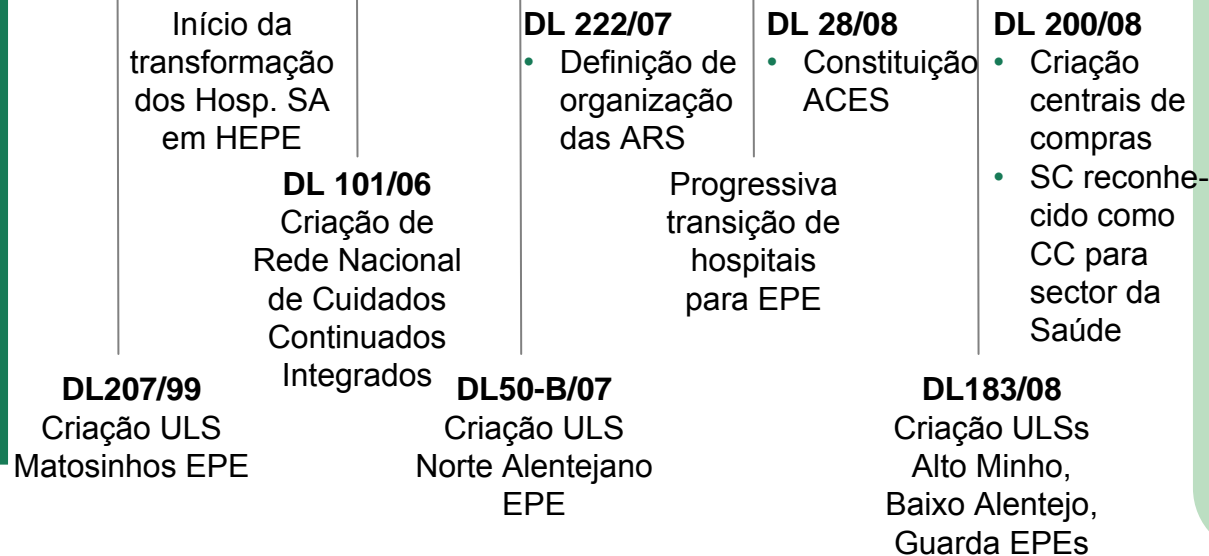 Início da
transformação
dos Hosp. SA
em HEPE
DL 101/06
Criação de
Rede Nacional
de Cuidados
Continuados
Integrados
DL 222/07
• Definição de
organização
das ARS
Progressiva
transição de
hospitais
para EPE
DL 28/08
• Constituição
ACES
DL 200/08
• Criação
centrais de
compras
• SC reconhe-
cido como
CC para
sector da
Saúde
DL207/99
Criação ULS
Matosinhos EPE
DL50-B/07
Criação ULS
Norte Alentejano
EPE
DL183/08
Criação ULSs
Alto Minho,
Baixo Alentejo,
Guarda EPEs